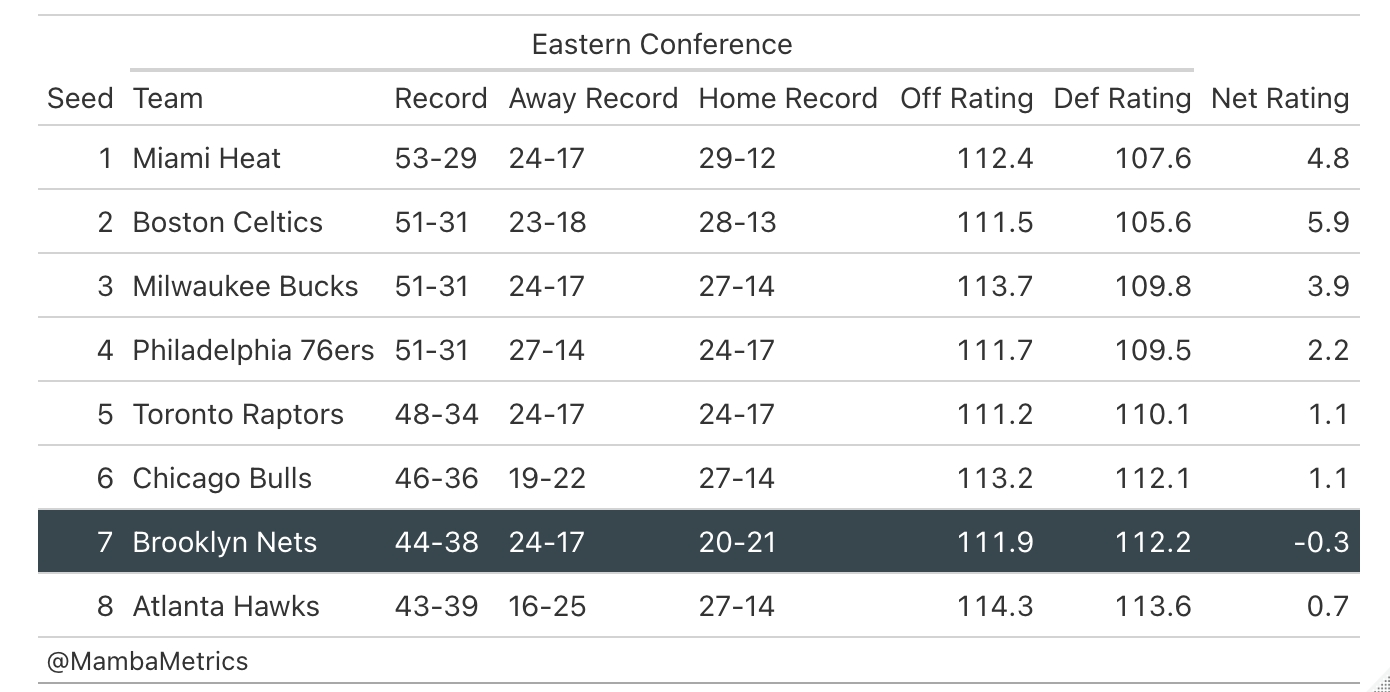 Eastern Conference
Seed Team Record Away Record Home Record Off Rating Def Rating Net Rating
1 Miami Heat 53-29 24-17 29-12 112.4 107.6 4.8
2 Boston Celtics 51-31 23-18 28-13 111.5 105.6 5.9
3 Milwaukee Bucks 51-31 24-17 27-14 113.7 109.8 3.9
4 Philadelphia 76ers 51-31 27-14 24-17 111.7 109.5 2.2
5 Toronto Raptors 48-34 24-17 24-17 111.2 110.1 1.1
6 Chicago Bulls 46-36 19-22 27-14 113.2 112.1 1.1
7 Brooklyn Nets 44-38 24-17 20-21 111.9 112.2 -0.3
8 Atlanta Hawks 43-39 16-25 27-14 114.3 113.6 0.7
@MambaMetrics